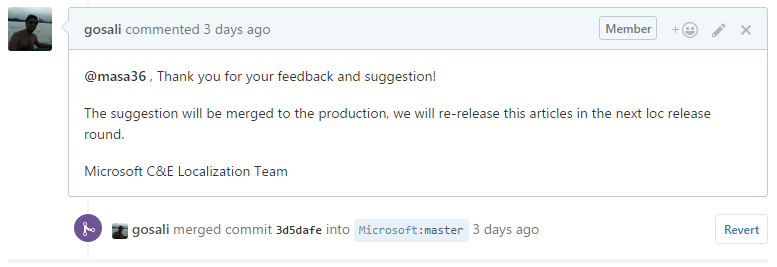 gosali commented 3 days ago Member
@masa36 , Thank you for your feedback and suggestion!
The suggestion will be merged to the production, we will re-release this articles in the next loc release
round.
Microsoft C&E Localization Team
gosali merged commit 3d5dafe into Microsoft:master 3 days ago Revert